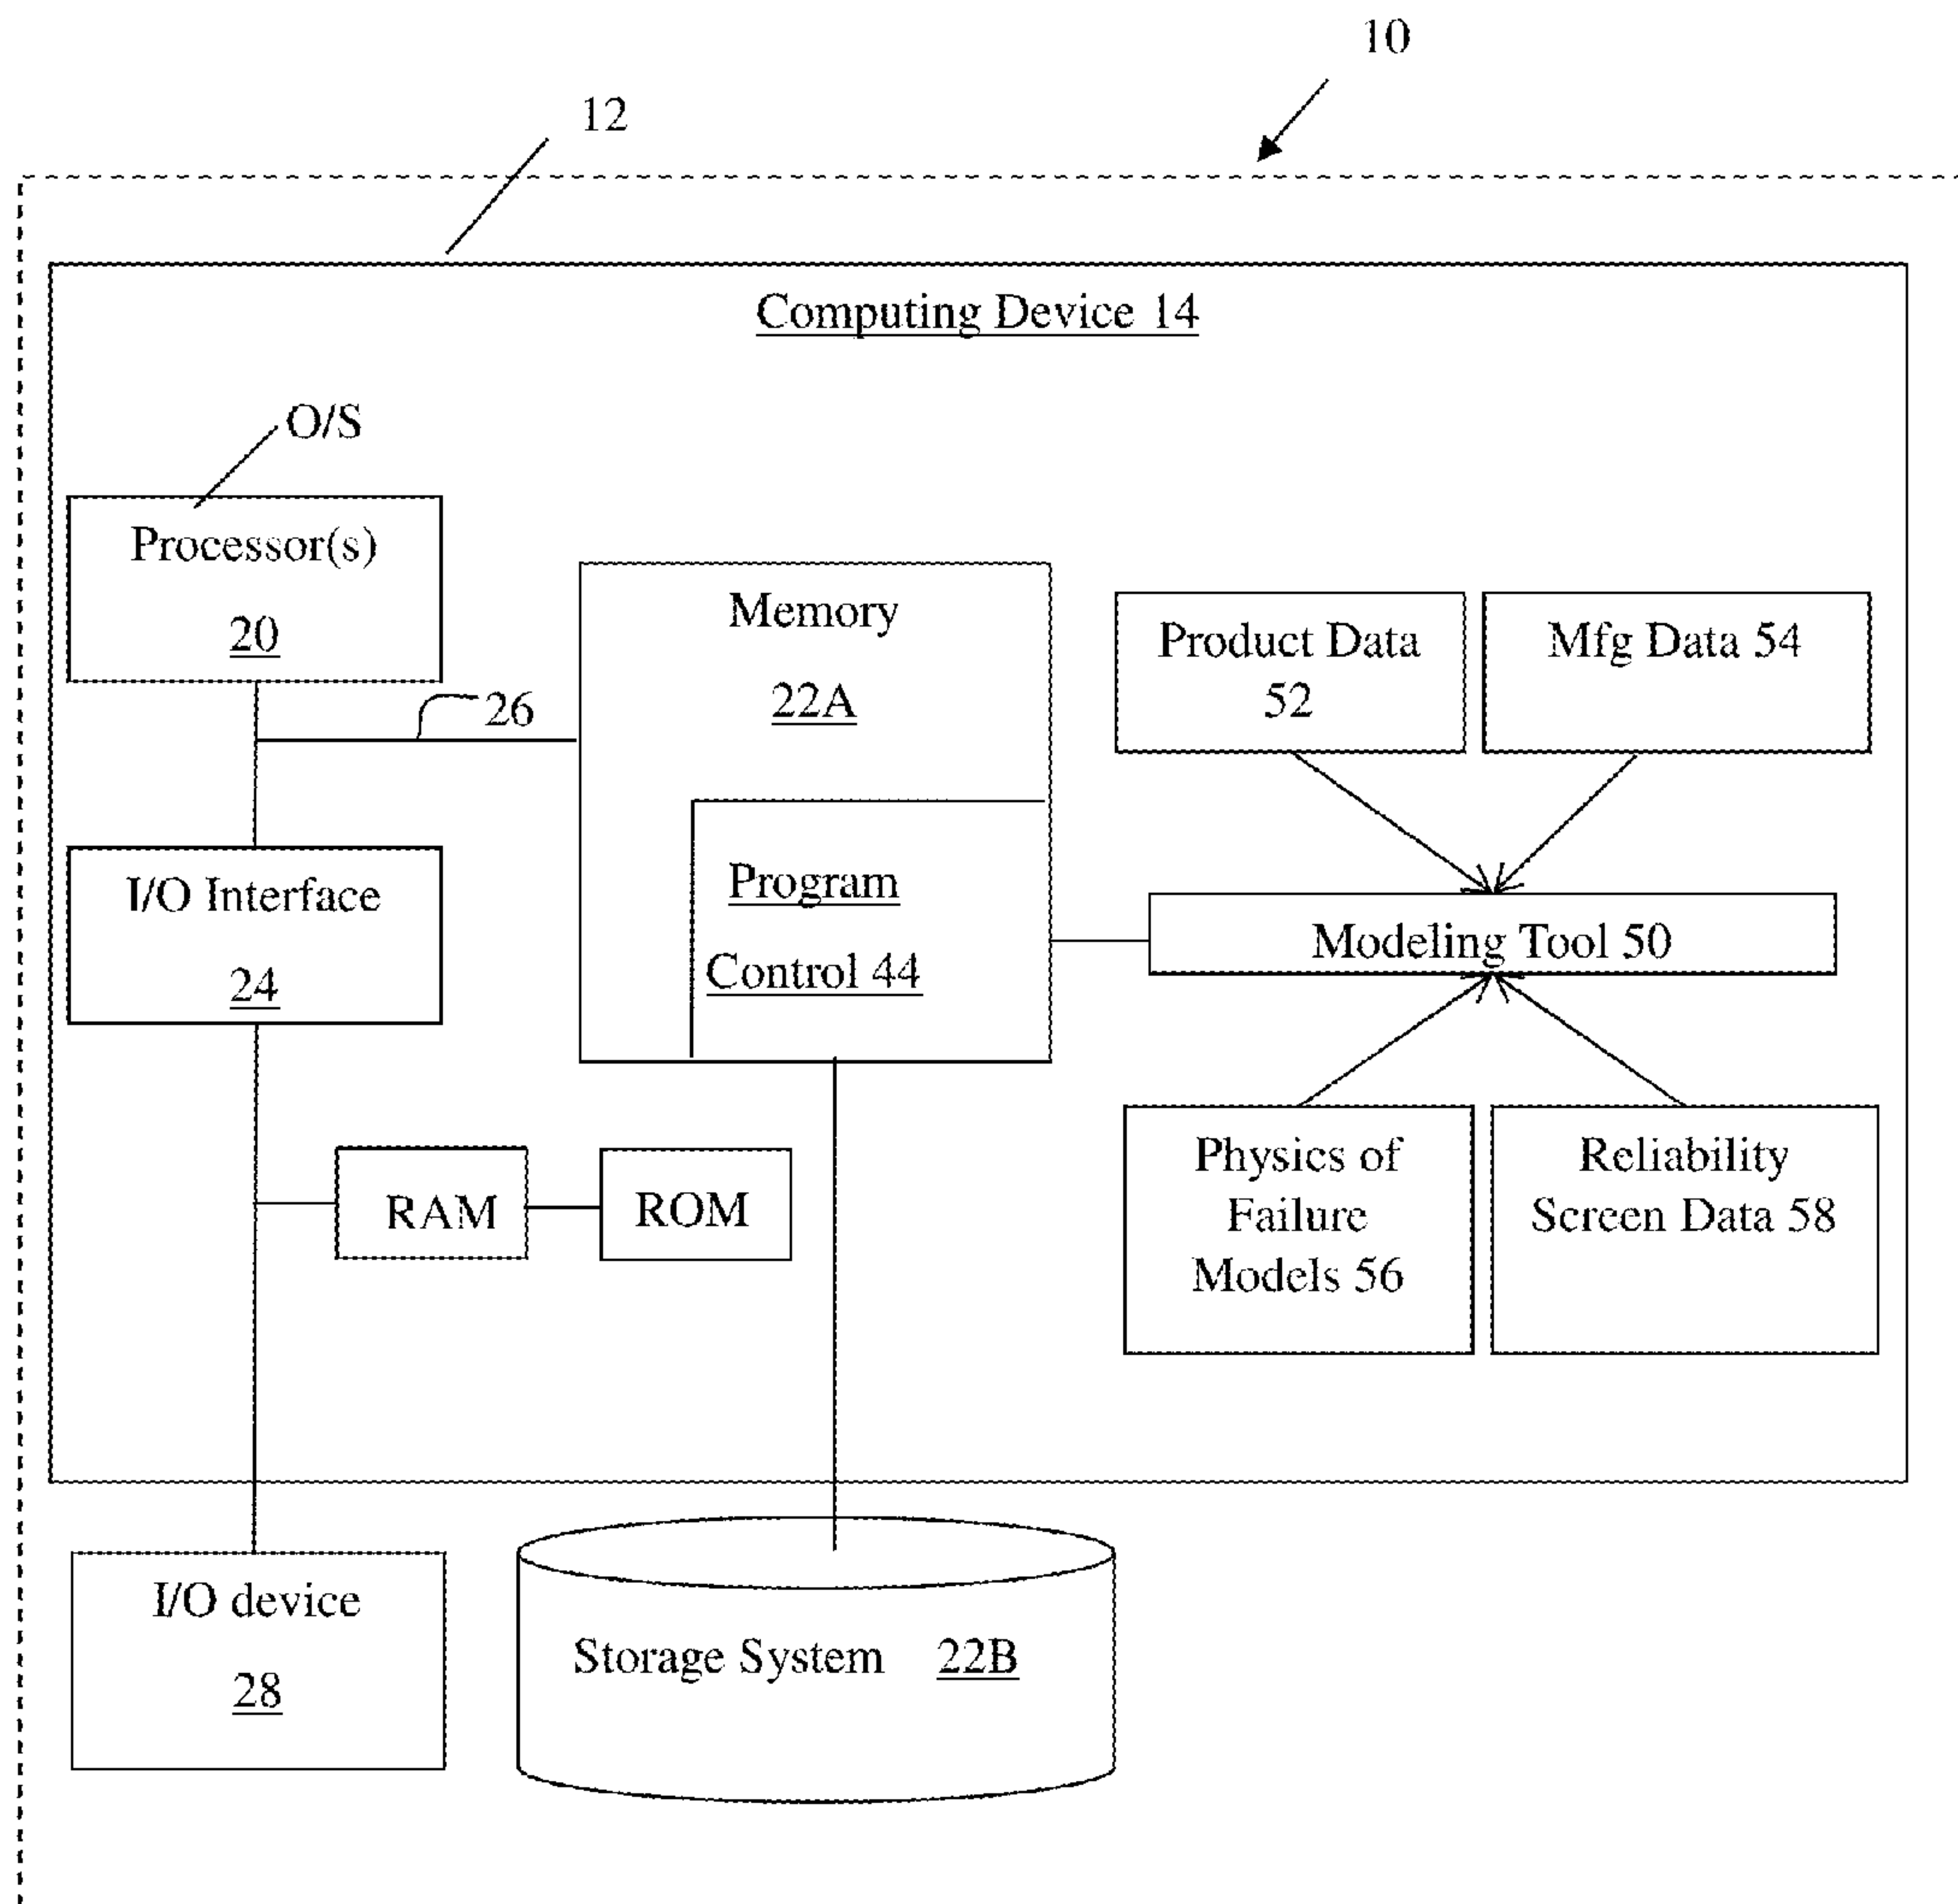 10
12
Computing Device 14
O/S
Processor(s)
20
26
Memory
22A
Program
Control 44
Product Data
52
Mfg Data 54
I/O Interface
24
Modeling Tool 50
RAM
ROM
Physics of
Failure
Models 56
Reliability
Screen Data 58
I/O device
28
Storage System 22B